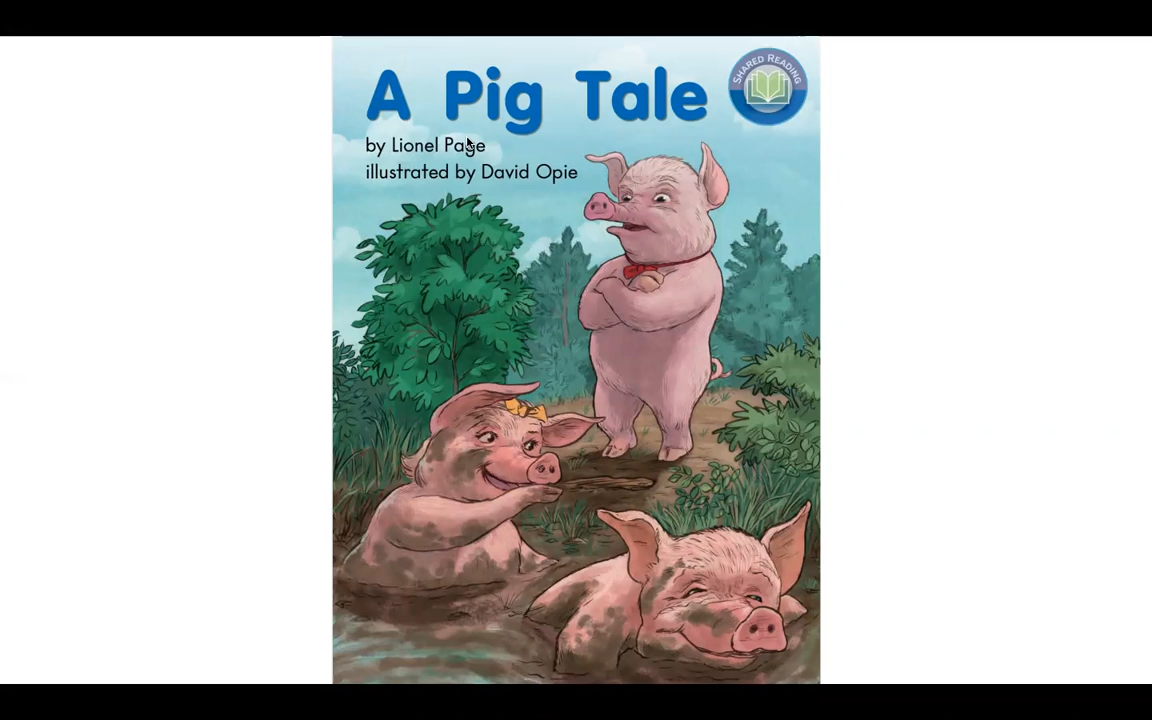 A Pig Tale
SHARED READING
by Lionel Page
illustrated by David Opie